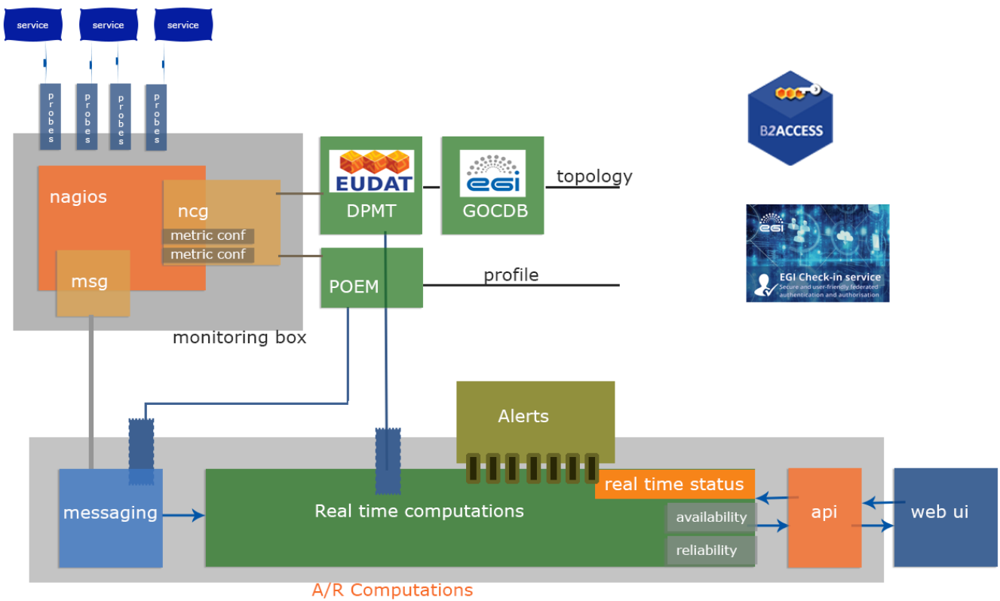 service
service
service
probes
probes
probes
probes
nagios
ncg
metric conf
metric conf
msg
monitoring box
EUDAT
DPMT
egi
GOCDB
topology
POEM
profile
B2ACCESS
egi
EGI Check-in service
Secure and user-friendly federated
authentication and authorisation
Alerts
messaging
Real time computations
real time status
availability
reliability
api
web ui
A/R Computations